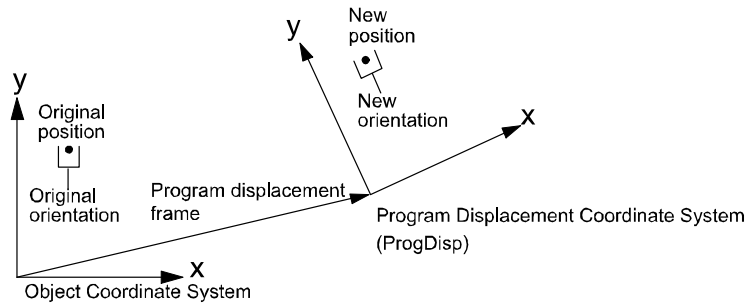 y
Original
position
Original
orientation
x
Object Coordinate System
Program displacement
frame
y
New
position
New
orientation
x
Program Displacement Coordinate System
(ProgDisp)